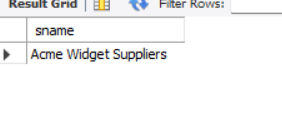 Result Grid Filter Rows:
sname
Acme Widget Suppliers